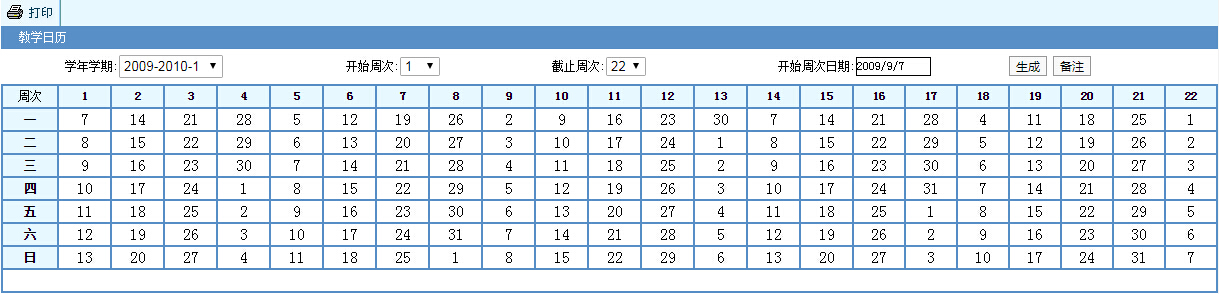 打印
教学日历
学年学期: 2009-2010-1 开始周次: 1 截止周次: 22 开始周次日期: 2009/9/7 生成 备注
周次 1 2 3 4 5 6 7 8 9 10 11 12 13 14 15 16 17 18 19 20 21 22
一 7 14 21 28 5 12 19 26 2 9 16 23 30 7 14 21 28 4 11 18 25 1
二 8 15 22 29 6 13 20 27 3 10 17 24 1 8 15 22 29 5 12 19 26 2
三 9 16 23 30 7 14 21 28 4 11 18 25 2 9 16 23 30 6 13 20 27 3
四 10 17 24 1 8 15 22 29 5 12 19 26 3 10 17 24 31 7 14 21 28 4
五 11 18 25 2 9 16 23 30 6 13 20 27 4 11 18 25 1 8 15 22 29 5
六 12 19 26 3 10 17 24 31 7 14 21 28 5 12 19 26 2 9 16 23 30 6
日 13 20 27 4 11 18 25 1 8 15 22 29 6 13 20 27 3 10 17 24 31 7